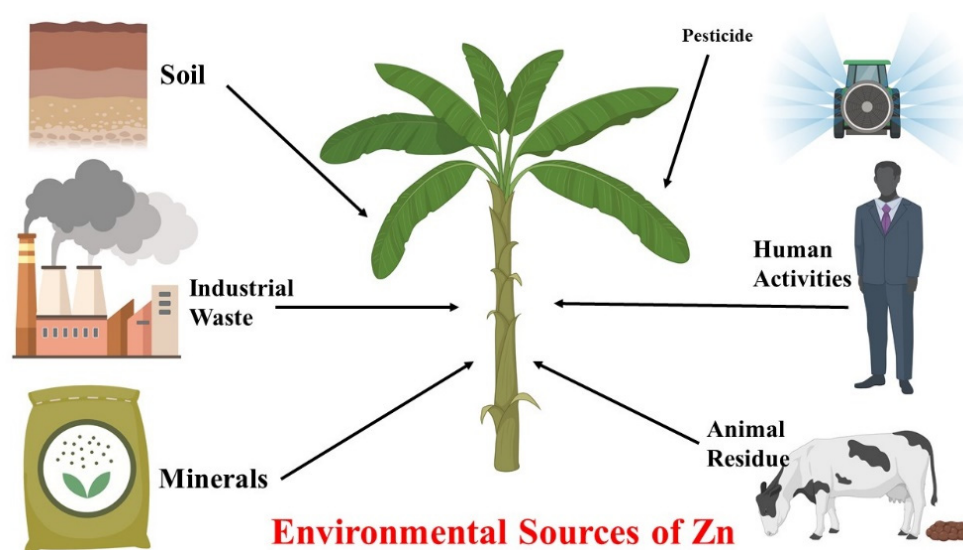 Soil
Pesticide
Industrial
Waste
Human
Activities
Minerals
Animal
Residue
Environmental Sources of Zn